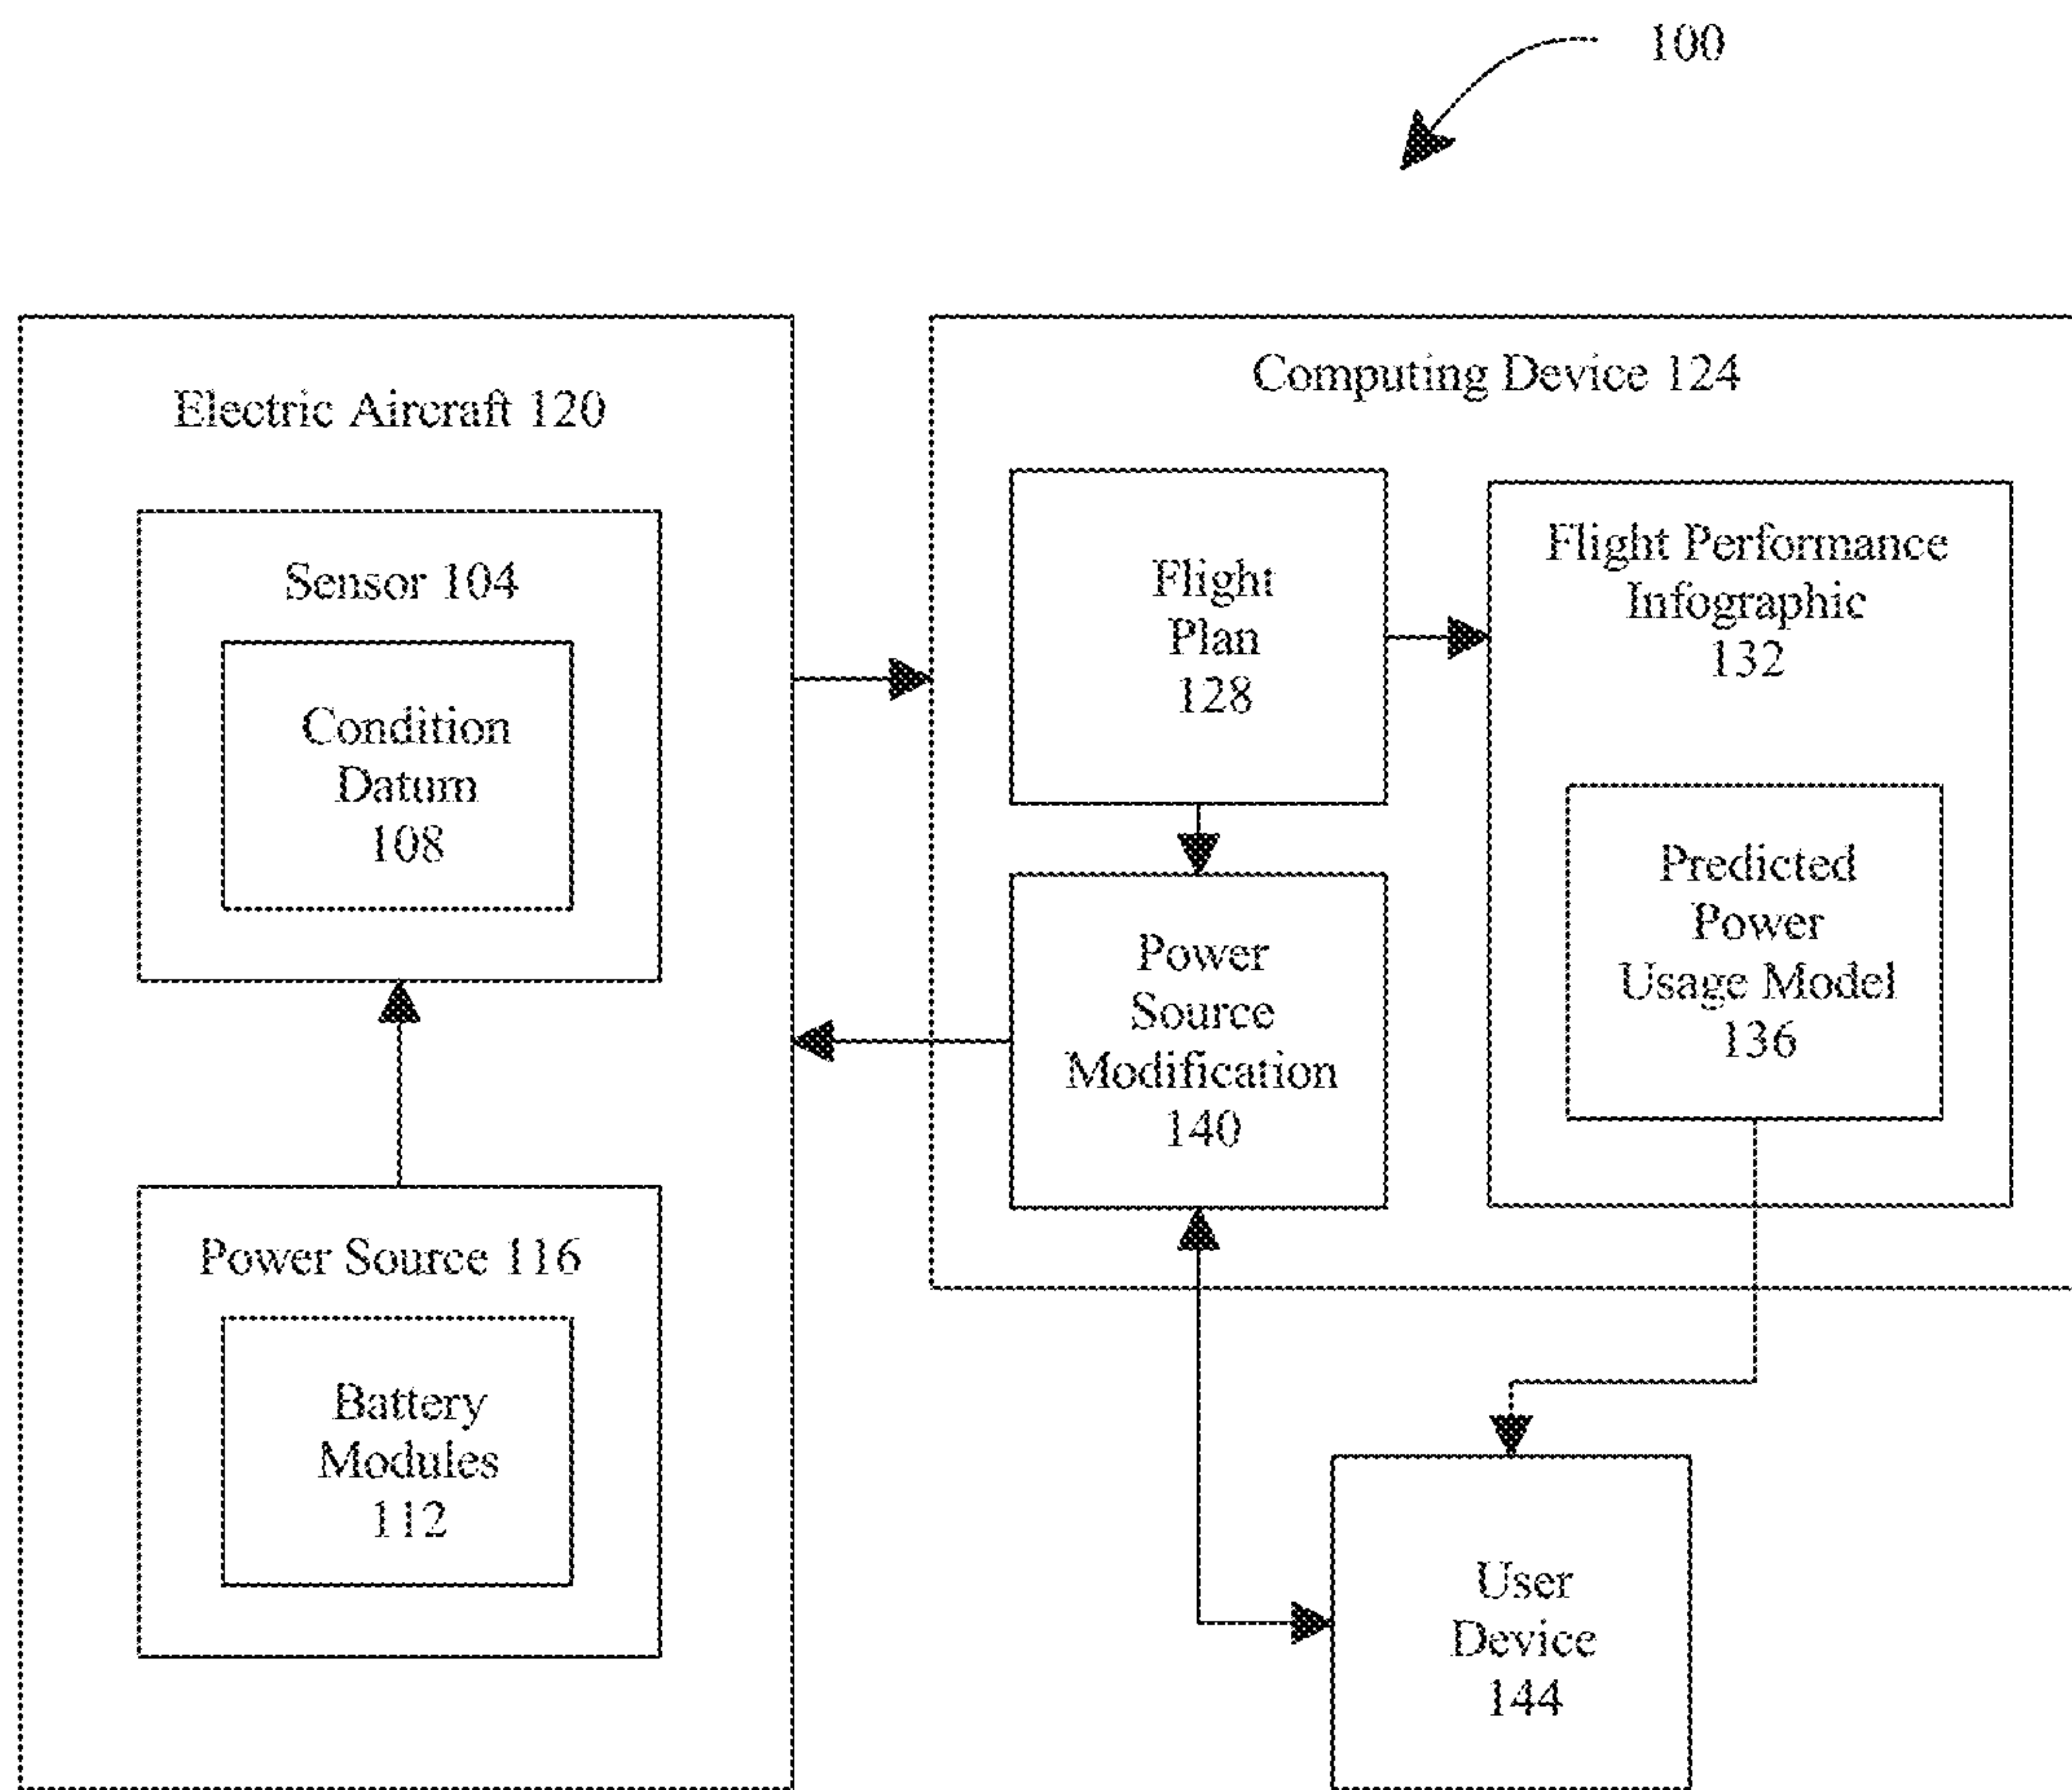 100
Electric Aircraft 120
Sensor 104
Condition
Datum
108
Power Source 116
Battery
Modules
112
Computing Device 124
Flight
Plan
128
Flight Performance
Infographic
132
Predicted
Power
Usage Model
136
Power
Source
Modification
140
User
Device
144